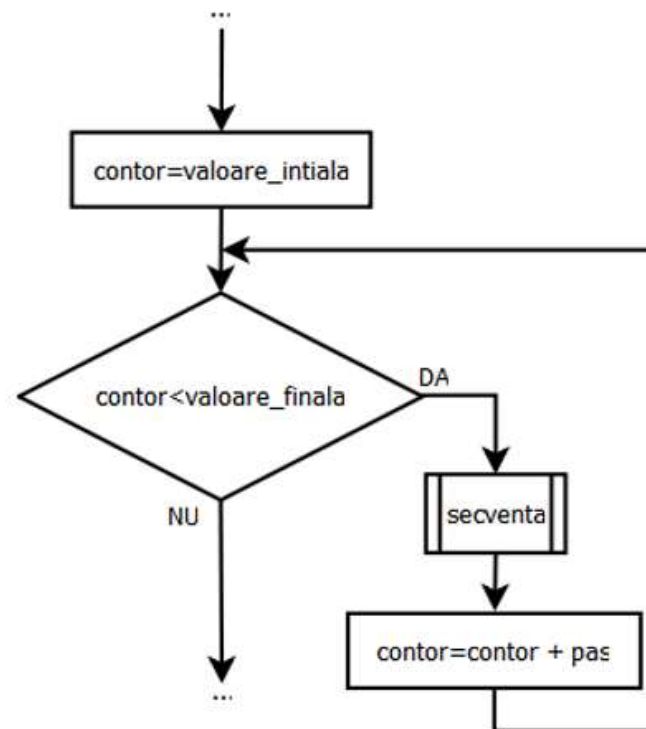 ...
contor=valoare_intiala
contor<valoare_finala
DA
secventa
NU
contor=contor + pas
...